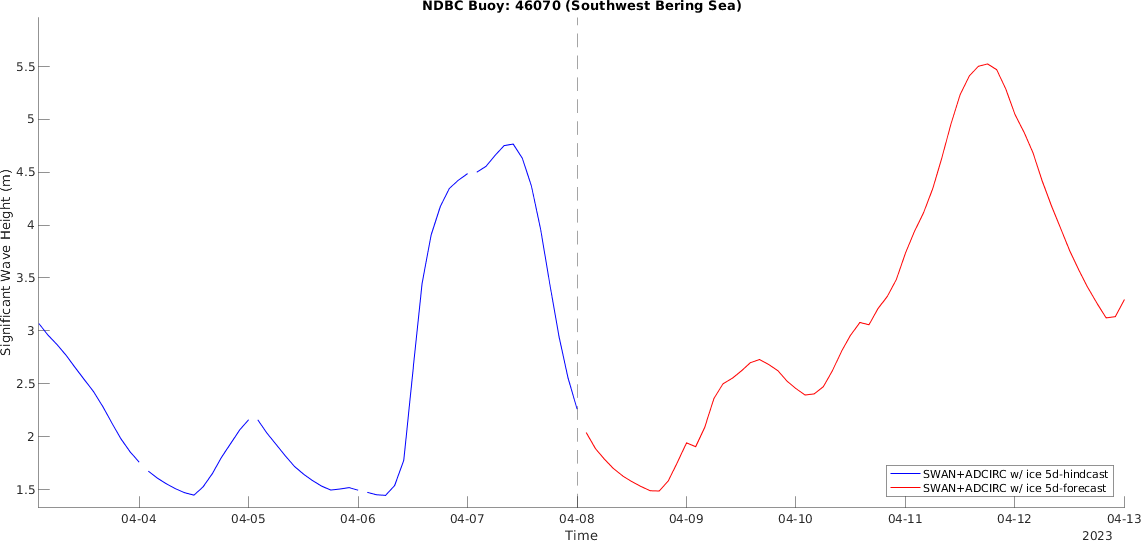 NDBC Buoy: 46070 (Southwest Bering Sea)
Significant Wave Height (m)
5.5
5
4.5
4
3.5
3
2.5
2
1.5
SWAN+ADCIRC w/ ice 5d-hindcast
SWAN+ADCIRC w/ ice 5d-forecast
04-04 04-05 04-06 04-07 04-08 04-09 04-10 04-11 04-12 04-13
Time
2023